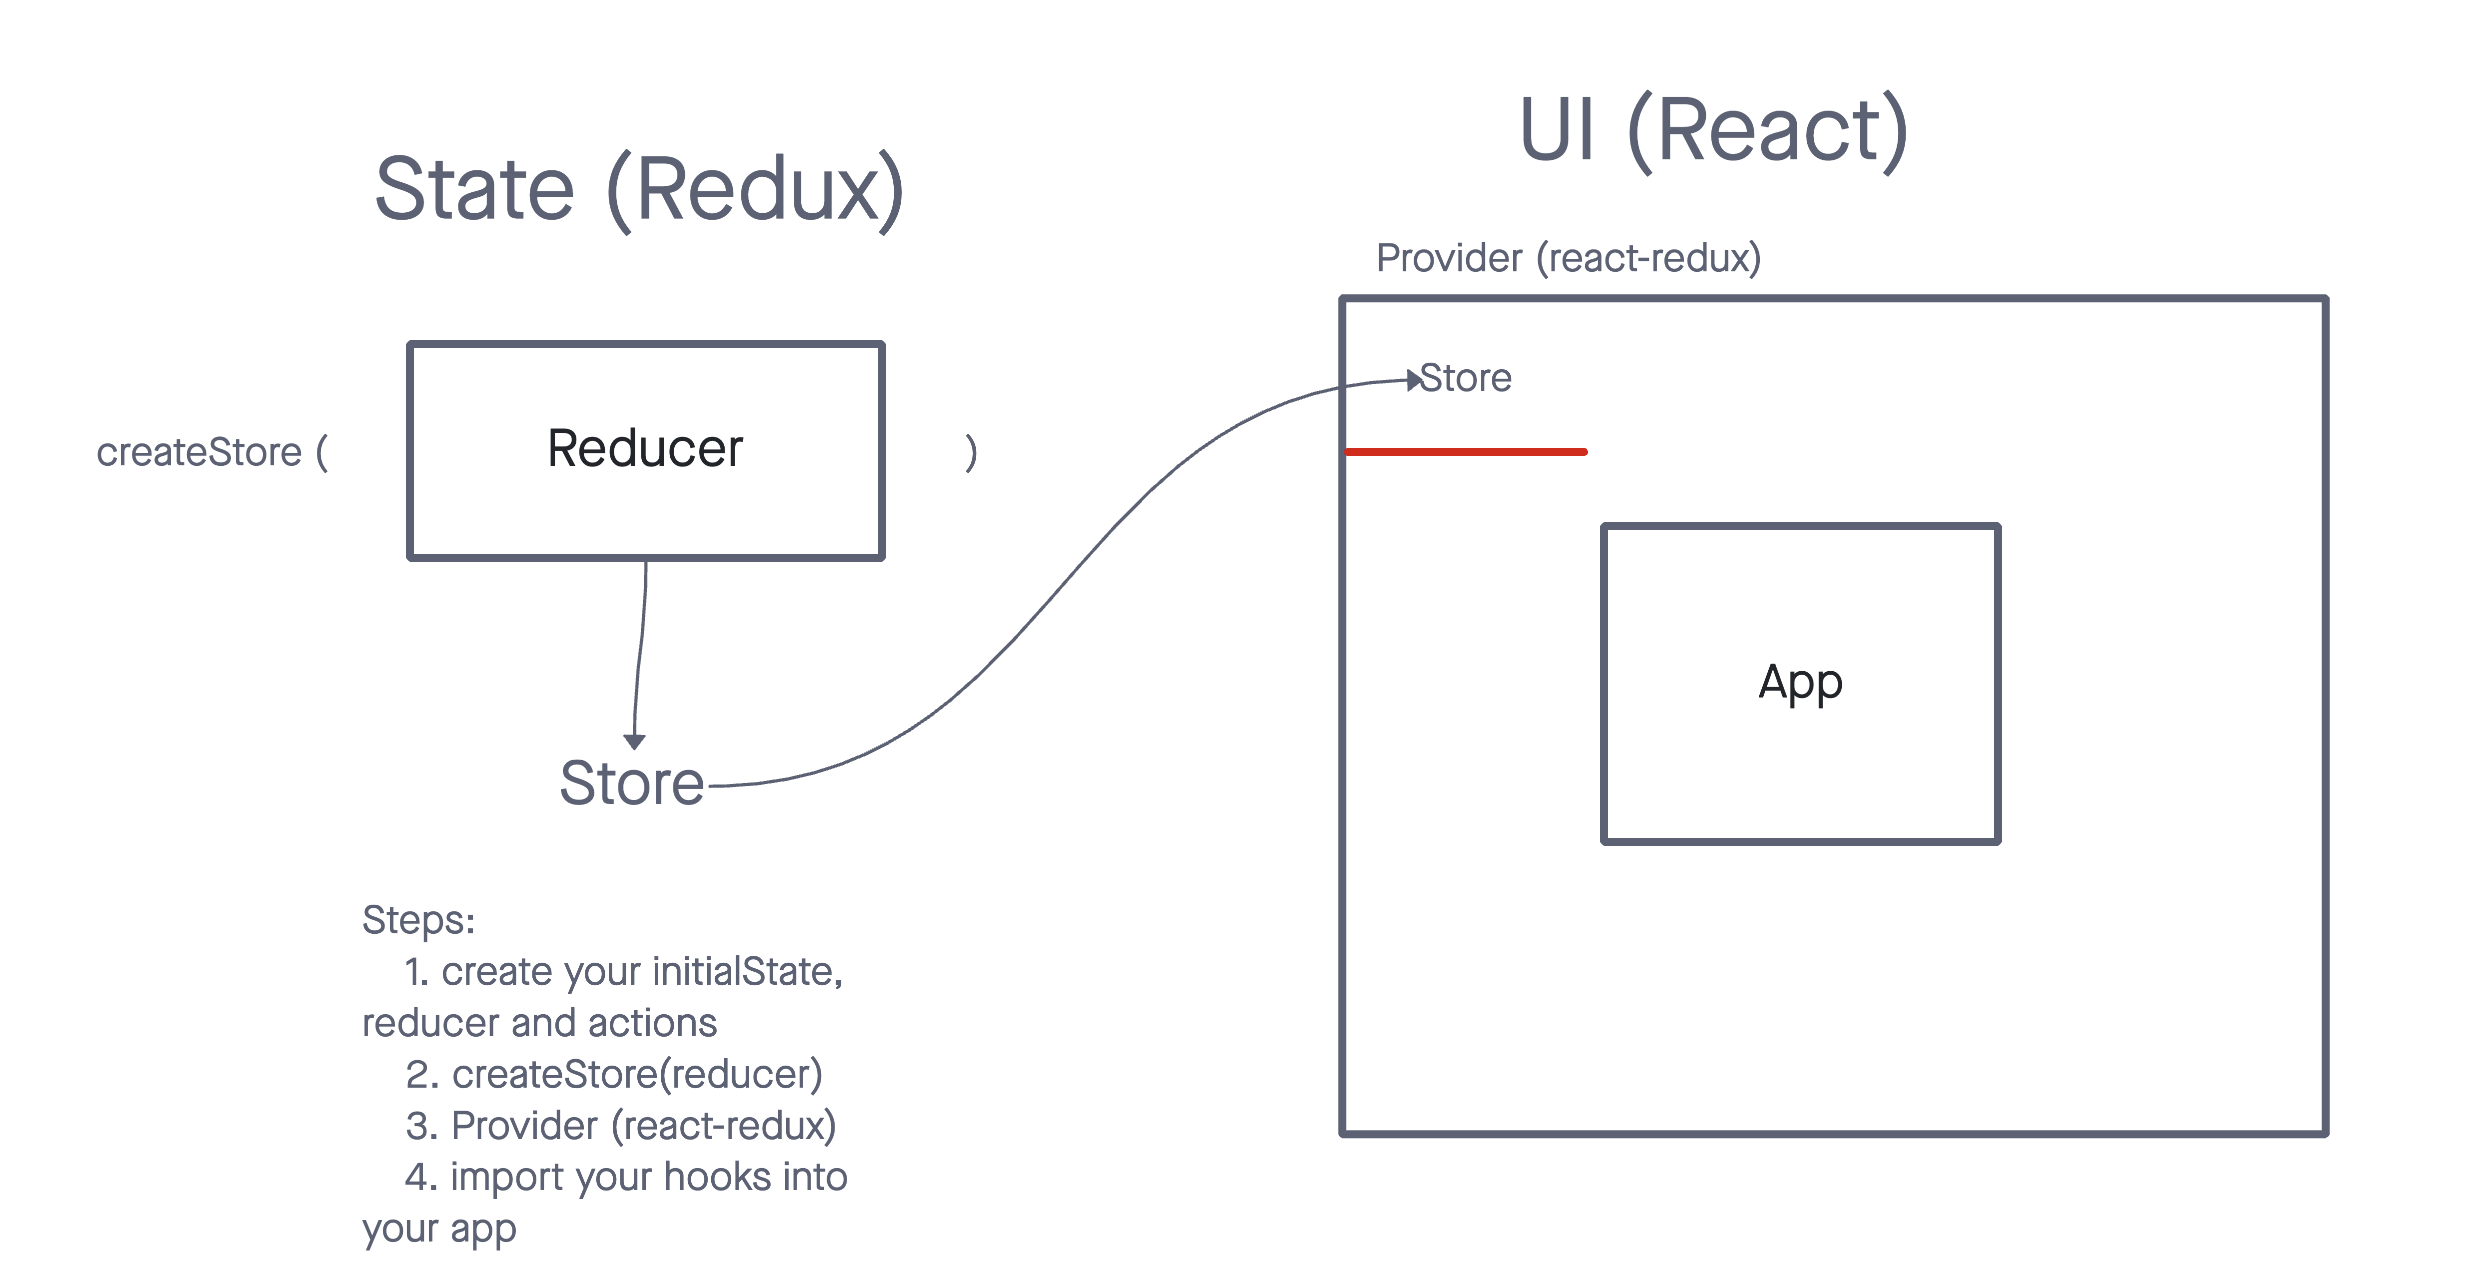 State (Redux)
createStore (
Reducer
)
Store
Steps:
1. create your initialState,
reducer and actions
2. createStore(reducer)
3. Provider (react-redux)
4. import your hooks into
your app
UI (React)
Provider (react-redux)
Store
App